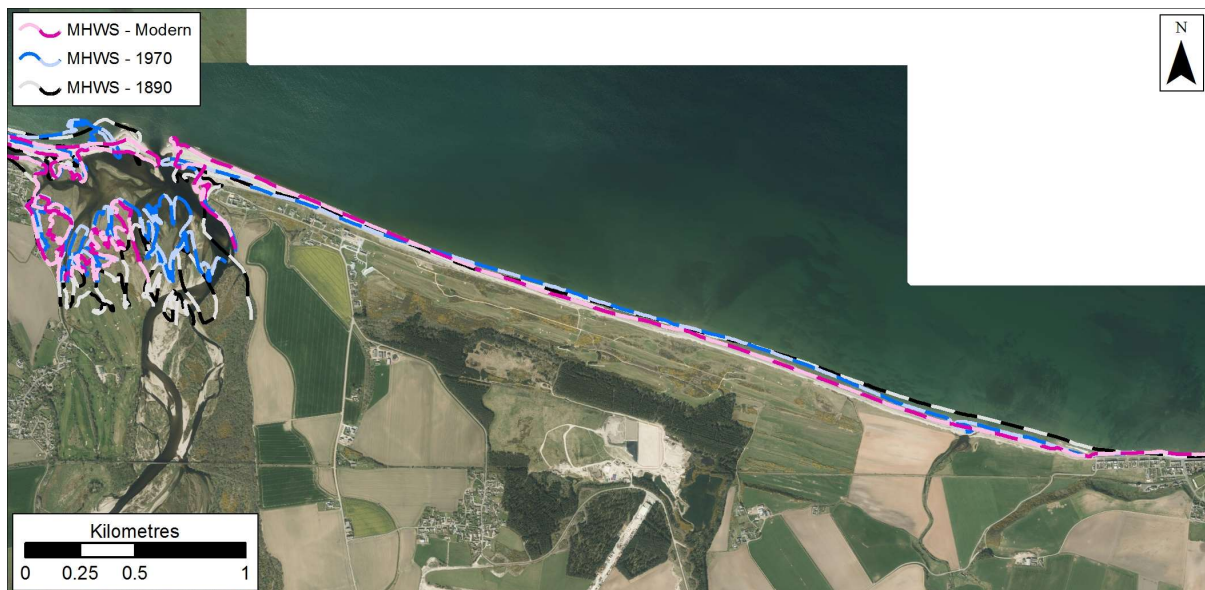 MHWS - Modern
MHWS - 1970
MHWS - 1890
N
Kilometres
0 0.25 0.5 1